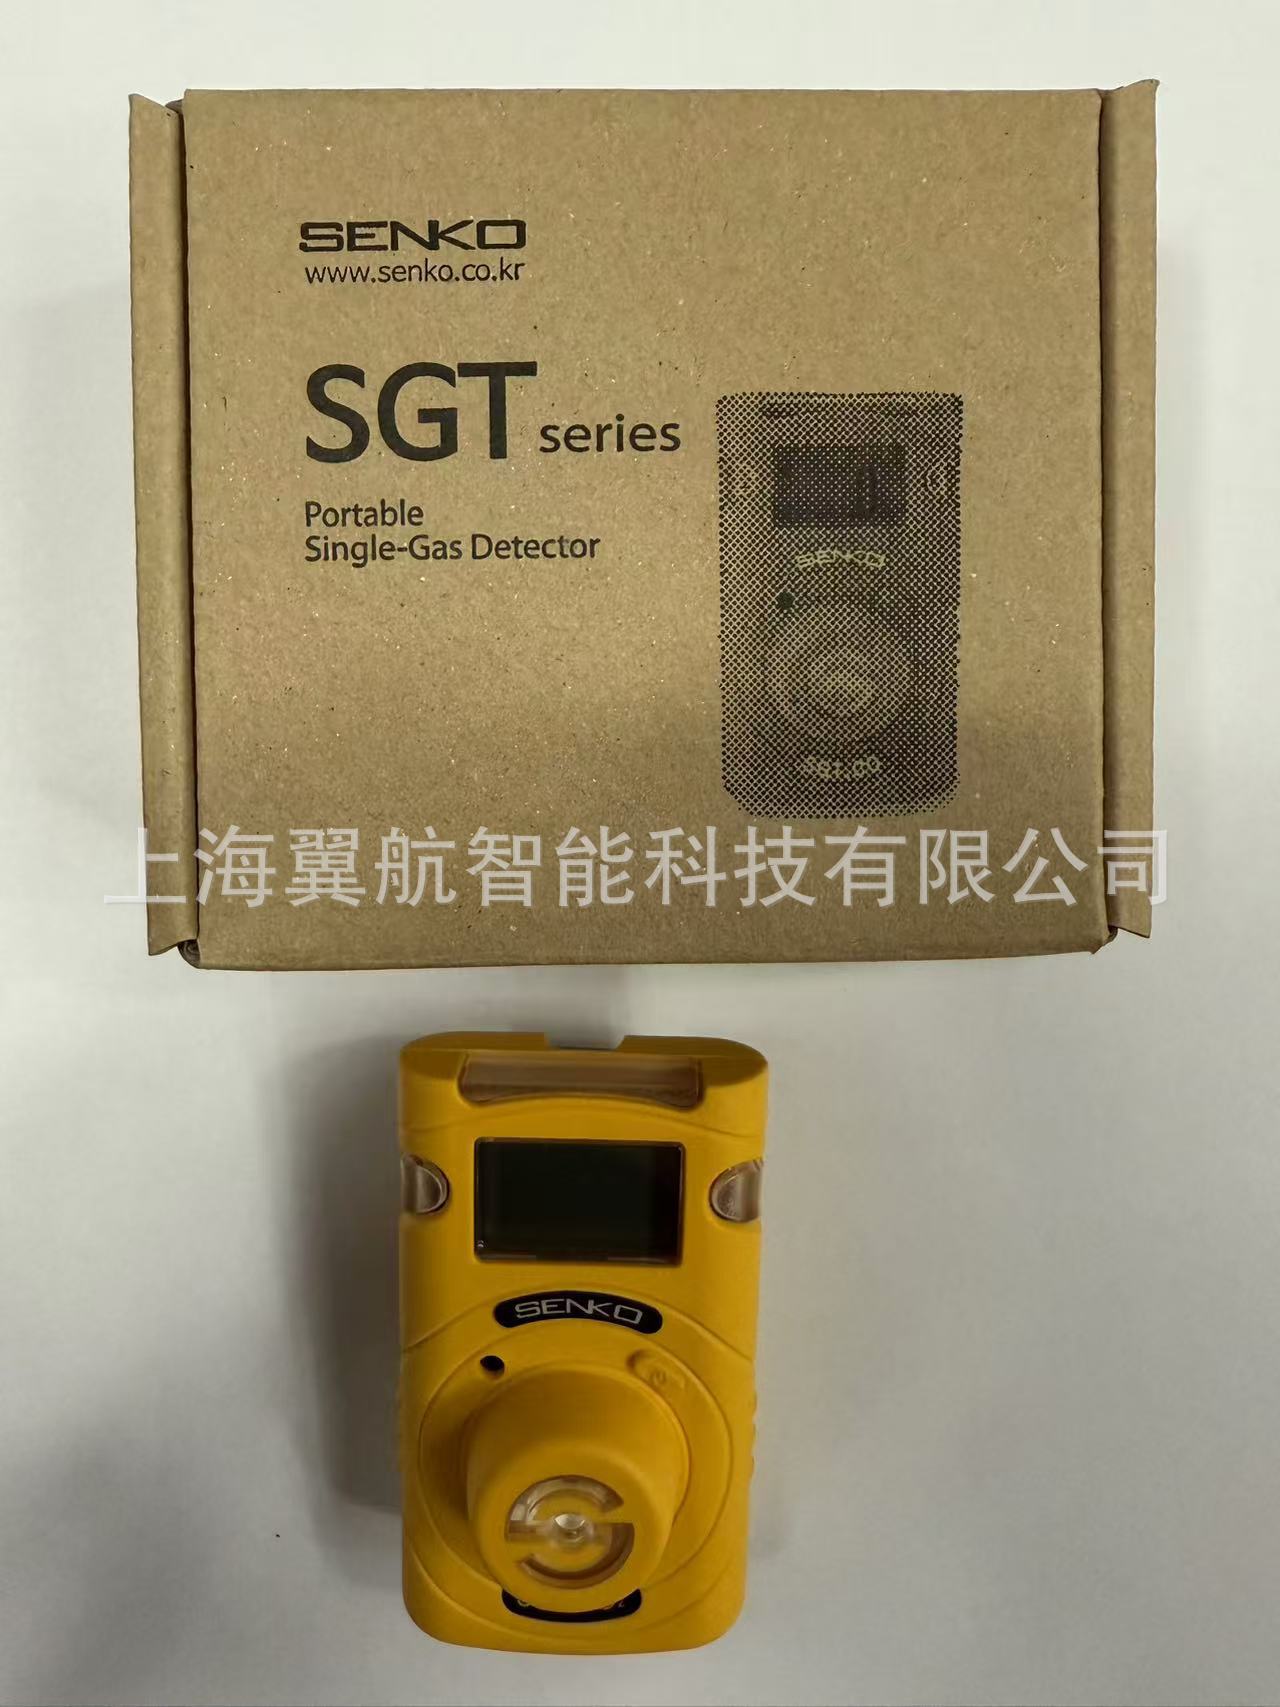 SENKO
www.senko.co.kr
SGT series
Portable
Single-Gas Detector
SENKO
上海翼航智能科技有限公司
SENKO